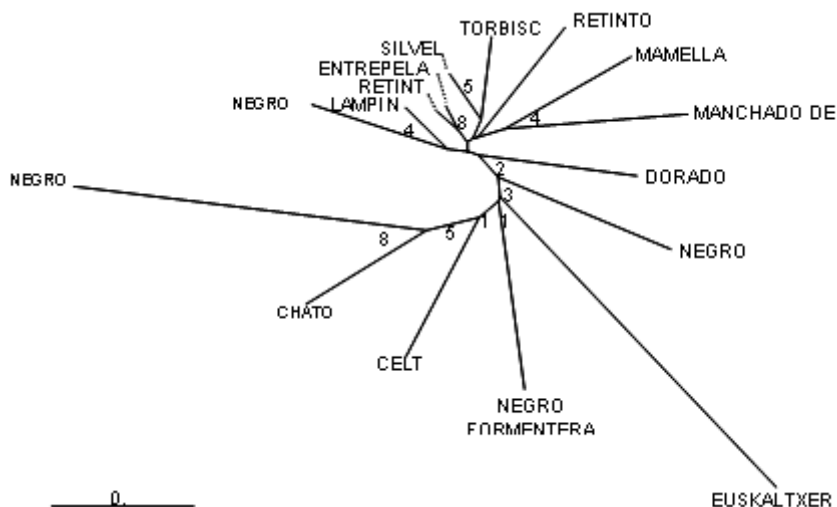 RETINTO
TORBISC
SILVEL
MAMELLA
ENTREPELA
RETINT
5
NEGRO
LAMPIN
MANCHADO DE
4
8
4
2
DORADO
NEGRO
3
1
1
5
8
NEGRO
CHATO
CELT
NEGRO
FORMENTERA
0.
EUSKALTXER